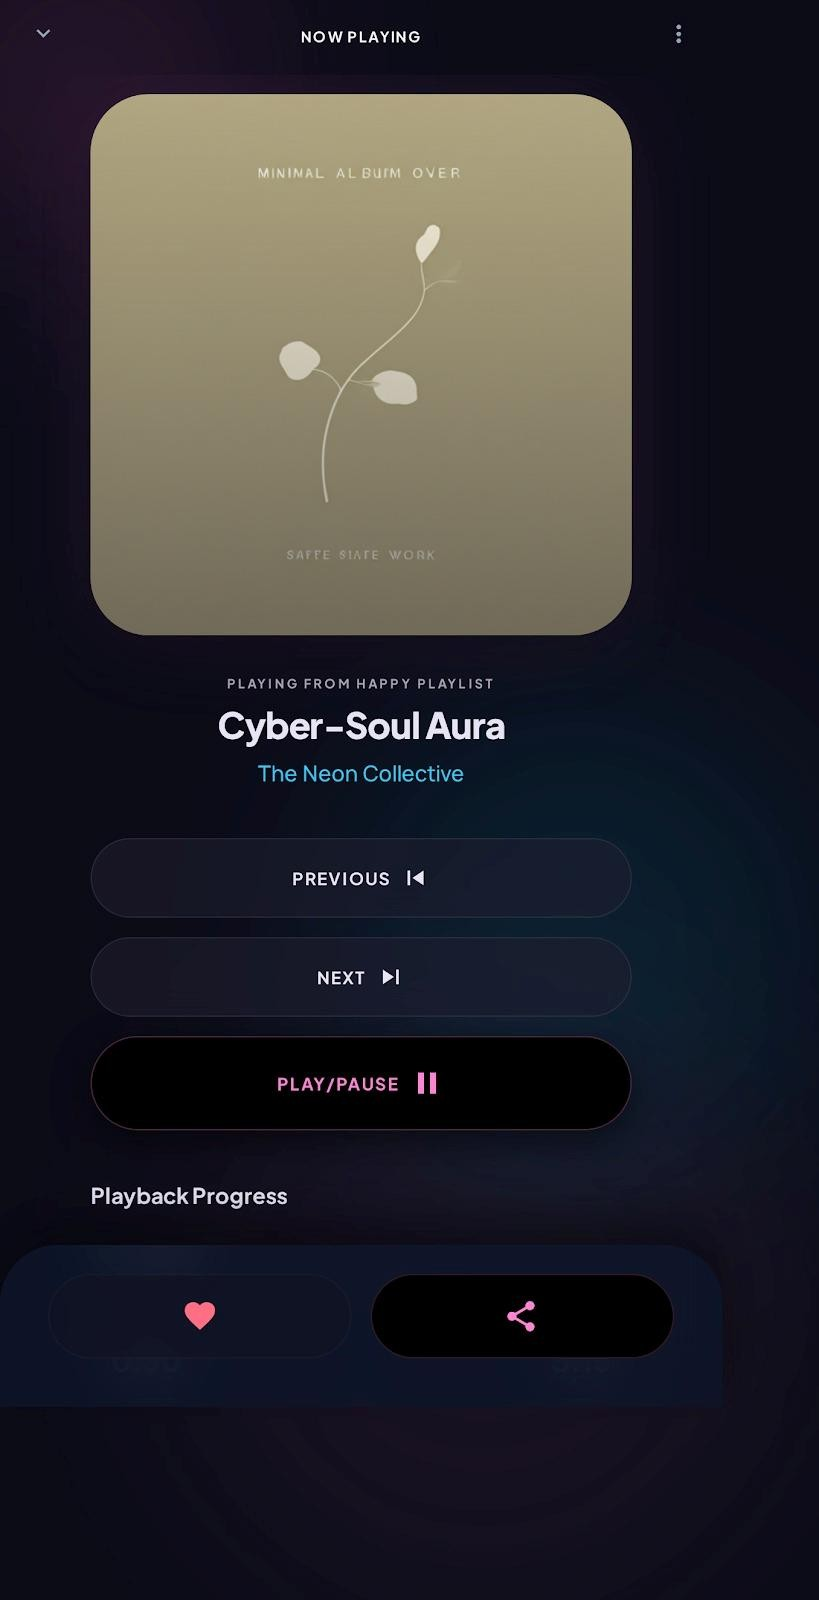 NOW PLAYING
MINIMAL ALBUIM OVER
SAFFE SIATE WORK
PLAYING FROM HAPPY PLAYLIST
Cyber-Soul Aura
The Neon Collective
PREVIOUS
NEXT
PLAY/PAUSE
Playback Progress